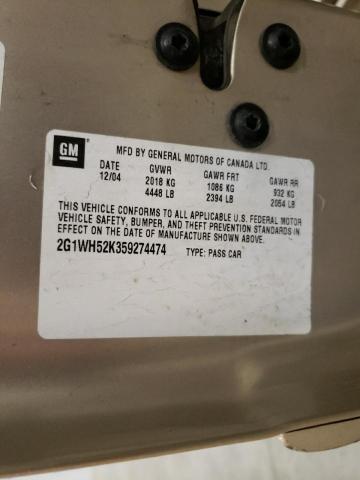 GM
MFD BY GENERAL MOTORS OF CANADA LTD.
DATE GVWR GAWR FRT GAWR RR
12/04 2018 KG 1086 KG 932 KG
4448 LB 2394 LB 2054 LB
THIS VEHICLE CONFORMS TO ALL APPLICABLE U.S. FEDERAL MOTOR
VEHICLE SAFETY, BUMPER, AND THEFT PREVENTION STANDARDS IN
EFFECT ON THE DATE OF MANUFACTURE SHOWN ABOVE.
2G1WH52K359274474 TYPE: PASS CAR